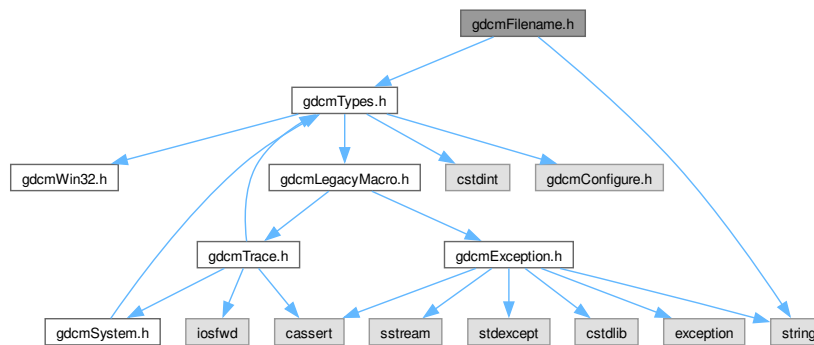 gdcmFilename.h
gdcmTypes.h
gdcmWin32.h
gdcmLegacyMacro.h
cstdint
gdcmConfigure.h
gdcmTrace.h
gdcmException.h
gdcmSystem.h
iosfwd
cassert
sstream
stdexcept
cstdlib
exception
string